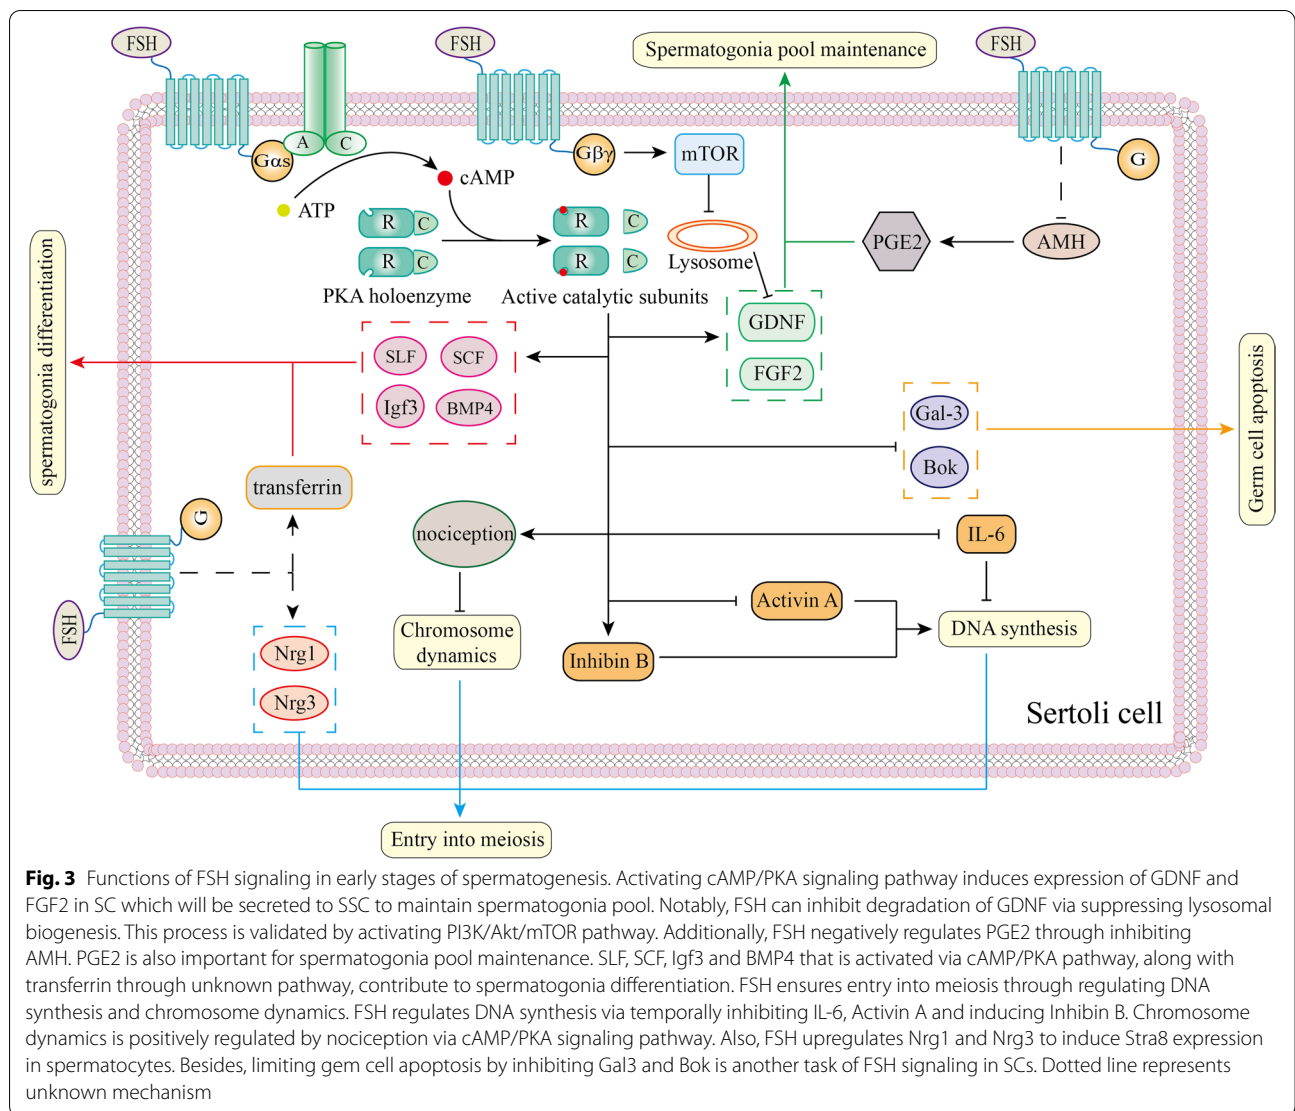 FSH
FSH
Spermatogonia pool maintenance
FSH
A
C
Gαs
Gβγ
mTOR
G
cAMP
ATP
R
C
R
C
R
C
R
C
Lysosome
PGE2
AMH
PKA holoenzyme
Active catalytic subunits
spermatogonia differentiation
SLF
SCF
Igf3
BMP4
GDNF
FGF2
Gal-3
Bok
Germ cell apoptosis
transferrin
G
FSH
nociception
IL-6
Activin A
Chromosome
dynamics
Inhibin B
DNA synthesis
Nrg1
Nrg3
Sertoli cell
Entry into meiosis
Fig. 3 Functions of FSH signaling in early stages of spermatogenesis. Activating cAMP/PKA signaling pathway induces expression of GDNF and
FGF2 in SC which will be secreted to SSC to maintain spermatogonia pool. Notably, FSH can inhibit degradation of GDNF via suppressing lysosomal
biogenesis. This process is validated by activating PI3K/Akt/mTOR pathway. Additionally, FSH negatively regulates PGE2 through inhibiting
AMH. PGE2 is also important for spermatogonia pool maintenance. SLF, SCF, Igf3 and BMP4 that is activated via cAMP/PKA pathway, along with
transferrin through unknown pathway, contribute to spermatogonia differentiation. FSH ensures entry into meiosis through regulating DNA
synthesis and chromosome dynamics. FSH regulates DNA synthesis via temporally inhibiting IL-6, Activin A and inducing Inhibin B. Chromosome
dynamics is positively regulated by nociception via cAMP/PKA signaling pathway. Also, FSH upregulates Nrg1 and Nrg3 to induce Stra8 expression
in spermatocytes. Besides, limiting gem cell apoptosis by inhibiting Gal3 and Bok is another task of FSH signaling in SCs. Dotted line represents
unknown mechanism